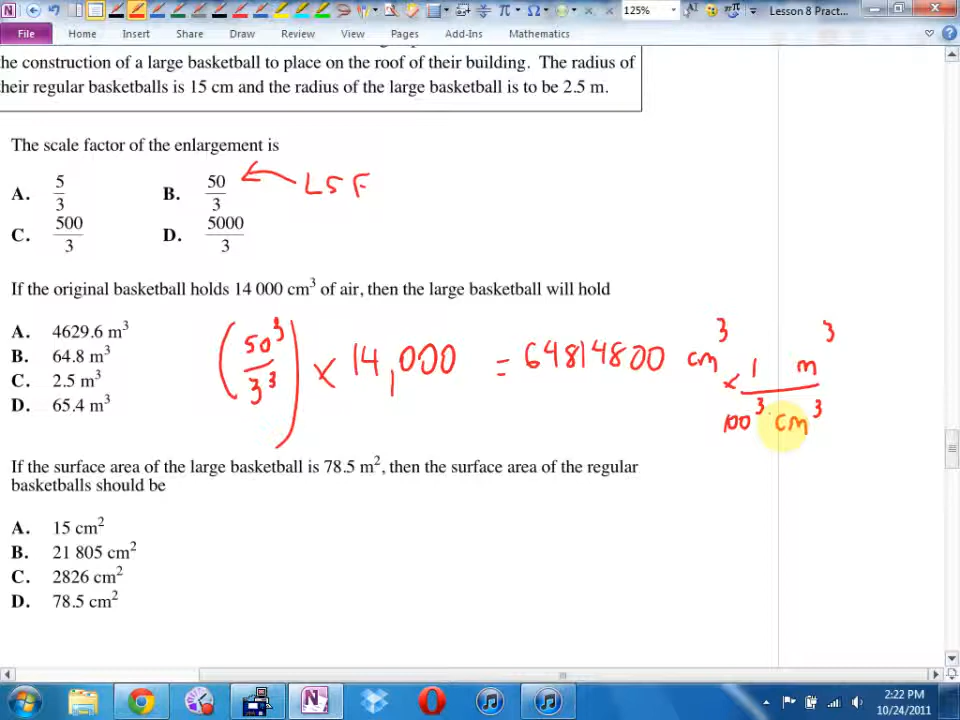 125% Lesson 8 Pract...
File Home Insert Share Draw Review View Pages Add-Ins Mathematics
the construction of a large basketball to place on the roof of their building. The radius of
their regular basketballs is 15 cm and the radius of the large basketball is to be 2.5 m.
The scale factor of the enlargement is
A. 5/3 B. 50/3 ← LSF
C. 500/3 D. 5000/3
If the original basketball holds 14 000 cm³ of air, then the large basketball will hold
A. 4629.6 m³
B. 64.8 m³
C. 2.5 m³
D. 65.4 m³
(50³/3³) × 14,000 = 64814800 cm³ × 1 m³/100³ cm³
If the surface area of the large basketball is 78.5 m², then the surface area of the regular
basketballs should be
A. 15 cm²
B. 21 805 cm²
C. 2826 cm²
D. 78.5 cm²
2:22 PM
10/24/2011